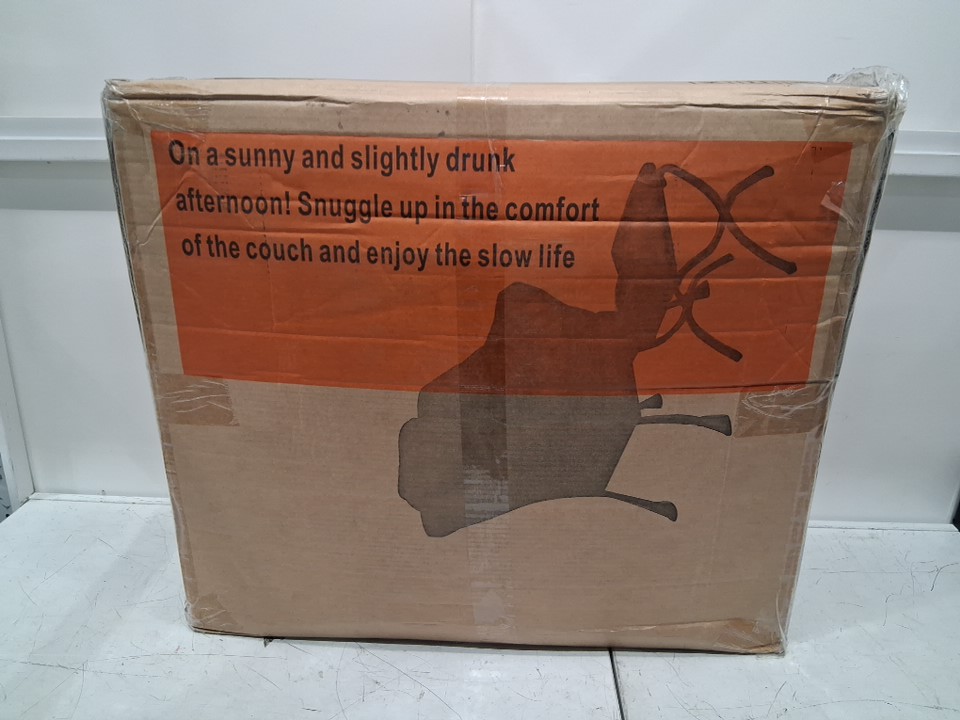 On a sunny and slightly drunk
afternoon! Snuggle up in the comfort
of the couch and enjoy the slow life